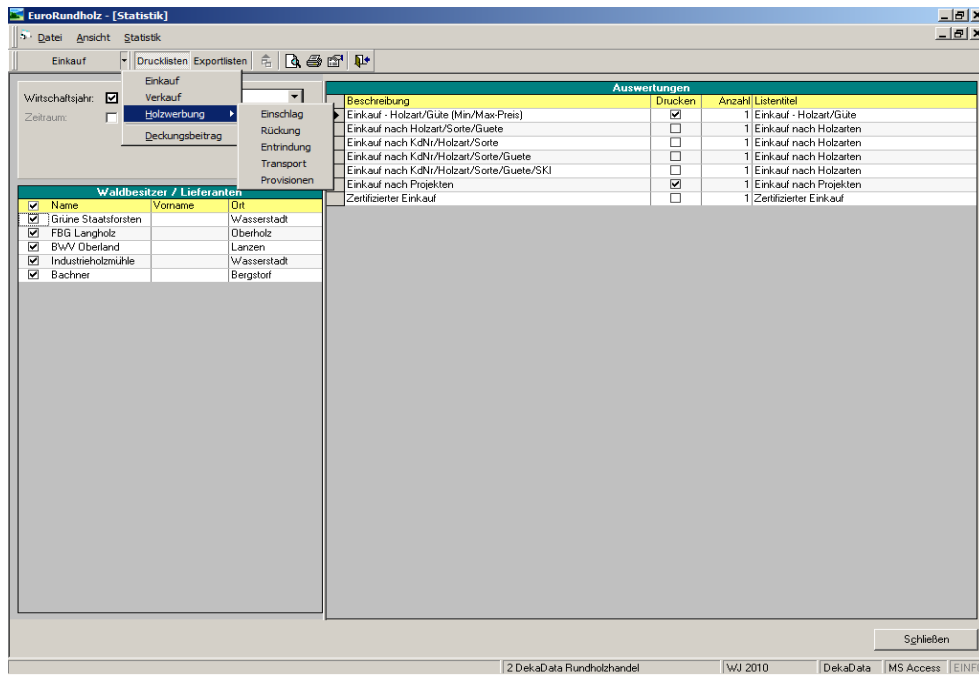 EuroRundholz - [Statistik]
Datei Ansicht Statistik
Einkauf Drucklisten Exportlisten
Einkauf
Verkauf
Holzwerbung
Deckungsbeitrag
Einschlag
Rückung
Entrindung
Transport
Provisionen
Wirtschaftsjahr:
Zeitraum:
Waldbesitzer / Lieferanten
Name Vorname Ort
Grüne Staatsforsten Wasserstadt
FBG Langholz Oberholz
BWV Oberland Lanzen
Industrieholzmühle Wasserstadt
Bachner Bergstorf
Auswertungen
Beschreibung Drucken Anzahl Listentitel
Einkauf - Holzart/Güte (Min/Max-Preis) 1 Einkauf - Holzart/Güte
Einkauf nach Holzart/Sorte/Guete 1 Einkauf nach Holzarten
Einkauf nach KdNr/Holzart/Sorte 1 Einkauf nach Holzarten
Einkauf nach KdNr/Holzart/Sorte/Guete 1 Einkauf nach Holzarten
Einkauf nach KdNr/Holzart/Sorte/Guete/SKl 1 Einkauf nach Holzarten
Einkauf nach Projekten 1 Einkauf nach Projekten
Zertifizierter Einkauf 1 Zertifizierter Einkauf
Schließen
2 DekaData Rundholzhandel WJ 2010 DekaData MS Access